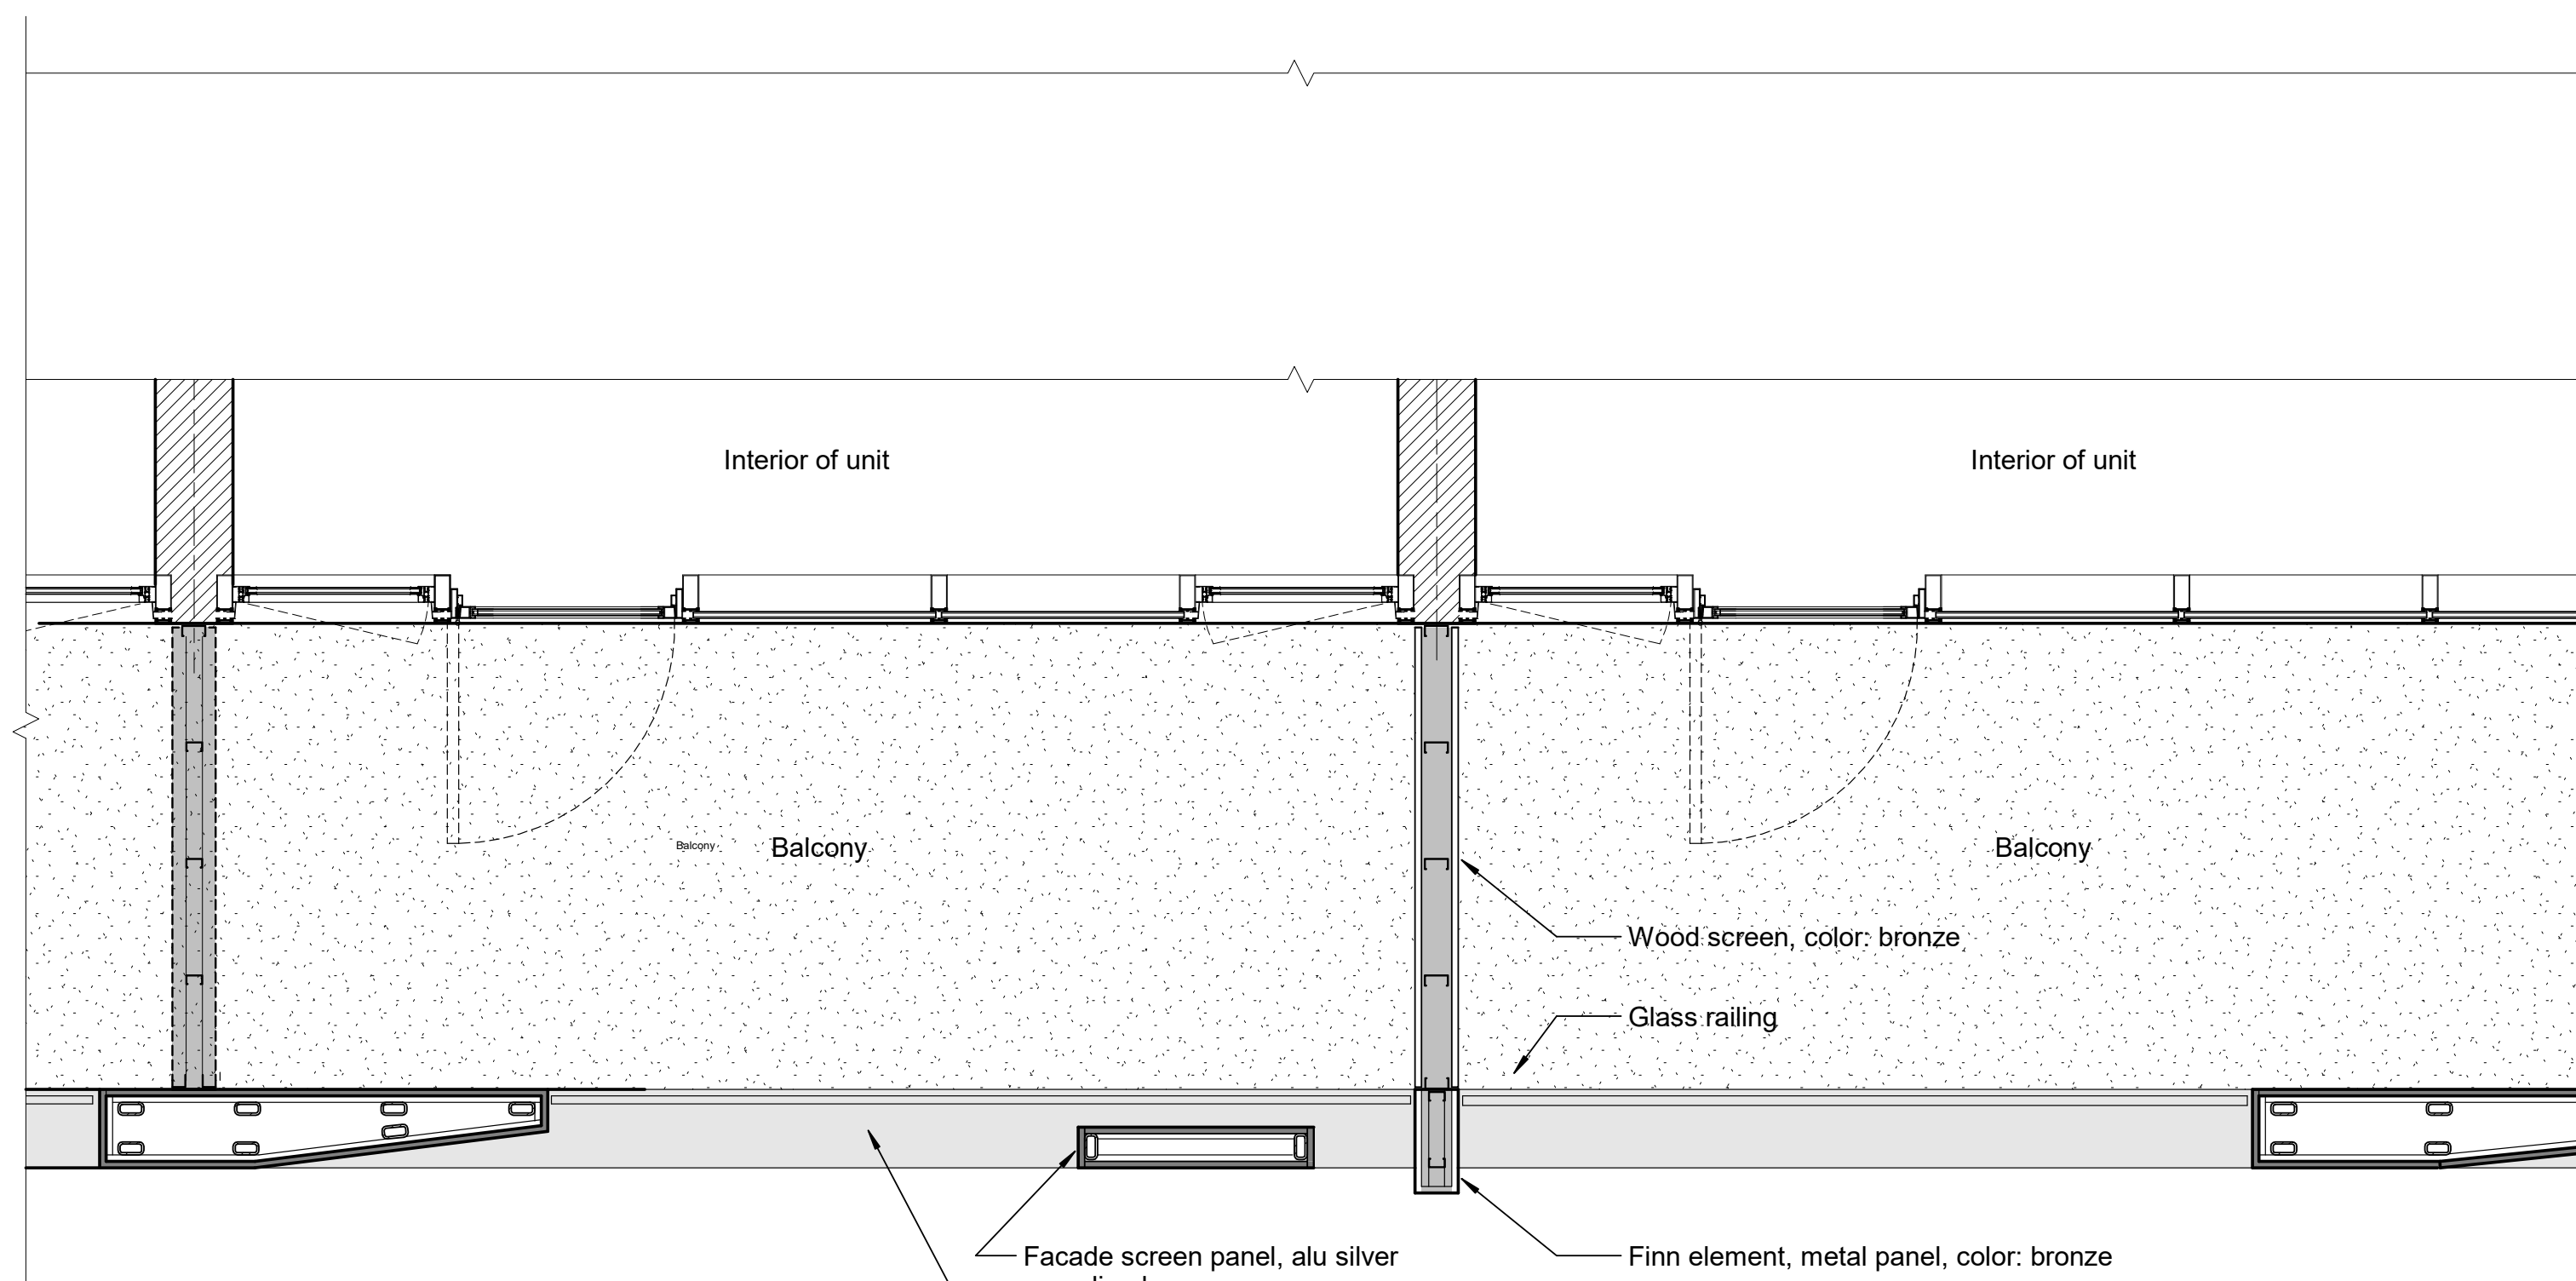 Interior of unit
Interior of unit
Balcony
Balcony
Balcony
Wood screen, color: bronze
Glass railing
Facade screen panel, alu silver
Finn element, metal panel, color: bronze